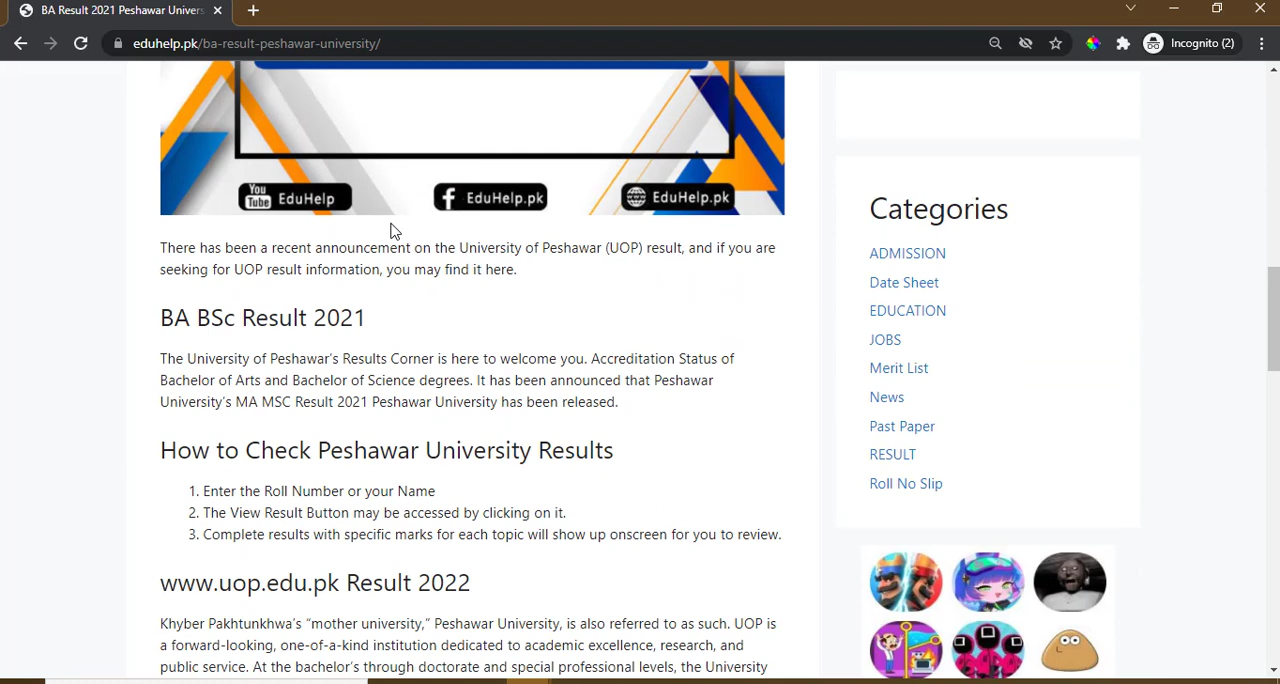 BA Result 2021 Peshawar Univers
eduhelp.pk/ba-result-peshawar-university/
Incognito (2)
You Tube EduHelp
f EduHelp.pk
EduHelp.pk
There has been a recent announcement on the University of Peshawar (UOP) result, and if you are
seeking for UOP result information, you may find it here.
BA BSc Result 2021
The University of Peshawar's Results Corner is here to welcome you. Accreditation Status of
Bachelor of Arts and Bachelor of Science degrees. It has been announced that Peshawar
University's MA MSC Result 2021 Peshawar University has been released.
How to Check Peshawar University Results
1. Enter the Roll Number or your Name
2. The View Result Button may be accessed by clicking on it.
3. Complete results with specific marks for each topic will show up onscreen for you to review.
www.uop.edu.pk Result 2022
Khyber Pakhtunkhwa's “mother university,” Peshawar University, is also referred to as such. UOP is
a forward-looking, one-of-a-kind institution dedicated to academic excellence, research, and
public service. At the bachelor's through doctorate and special professional levels, the University
Categories
ADMISSION
Date Sheet
EDUCATION
JOBS
Merit List
News
Past Paper
RESULT
Roll No Slip